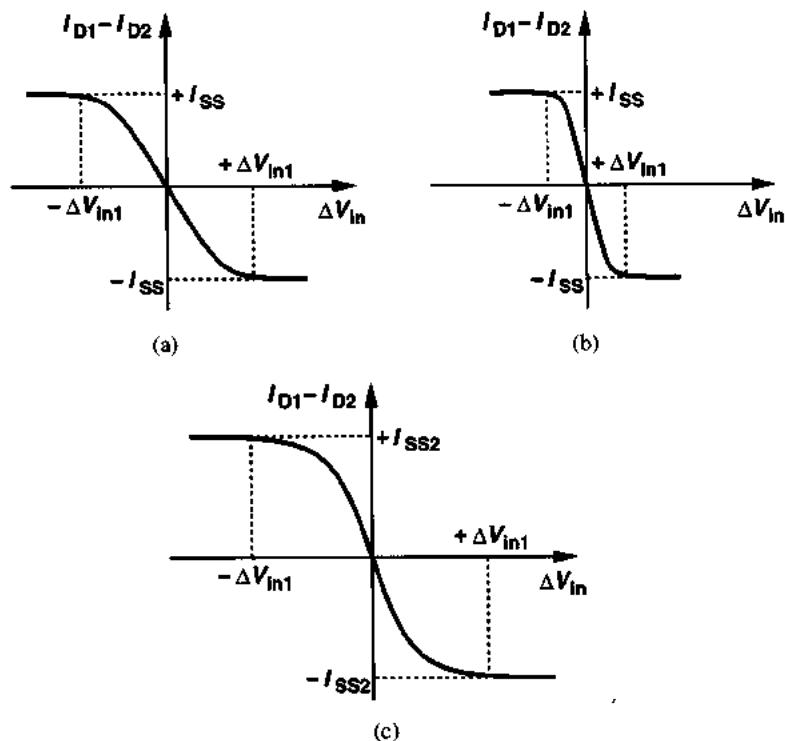 I_D1 – I_D2
+ I_SS
+ ΔV_in1
– ΔV_in1
ΔV_in
– I_SS
(a)
I_D1 – I_D2
+ I_SS
+ ΔV_in1
– ΔV_in1
ΔV_in
– I_SS
(b)
I_D1 – I_D2
+ I_SS2
+ ΔV_in1
– ΔV_in1
ΔV_in
– I_SS2
(c)